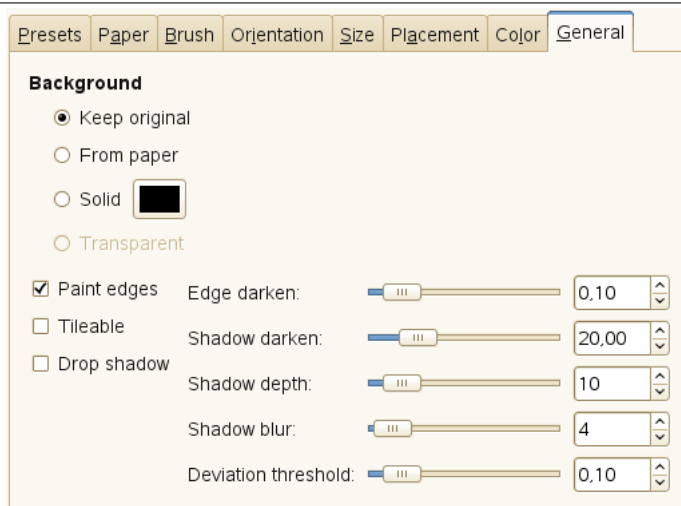 Presets Paper Brush Orientation Size Placement Color General
Background
Keep original
From paper
Solid
Transparent
Paint edges
Tileable
Drop shadow
Edge darken: 0,10
Shadow darken: 20,00
Shadow depth: 10
Shadow blur: 4
Deviation threshold: 0,10